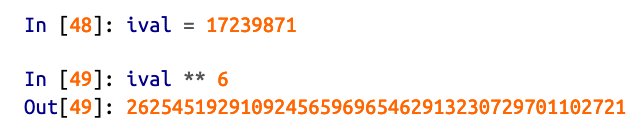 In [48]: ival = 17239871
In [49]: ival ** 6
Out[49]: 26254519291092456596965462913230729701102721